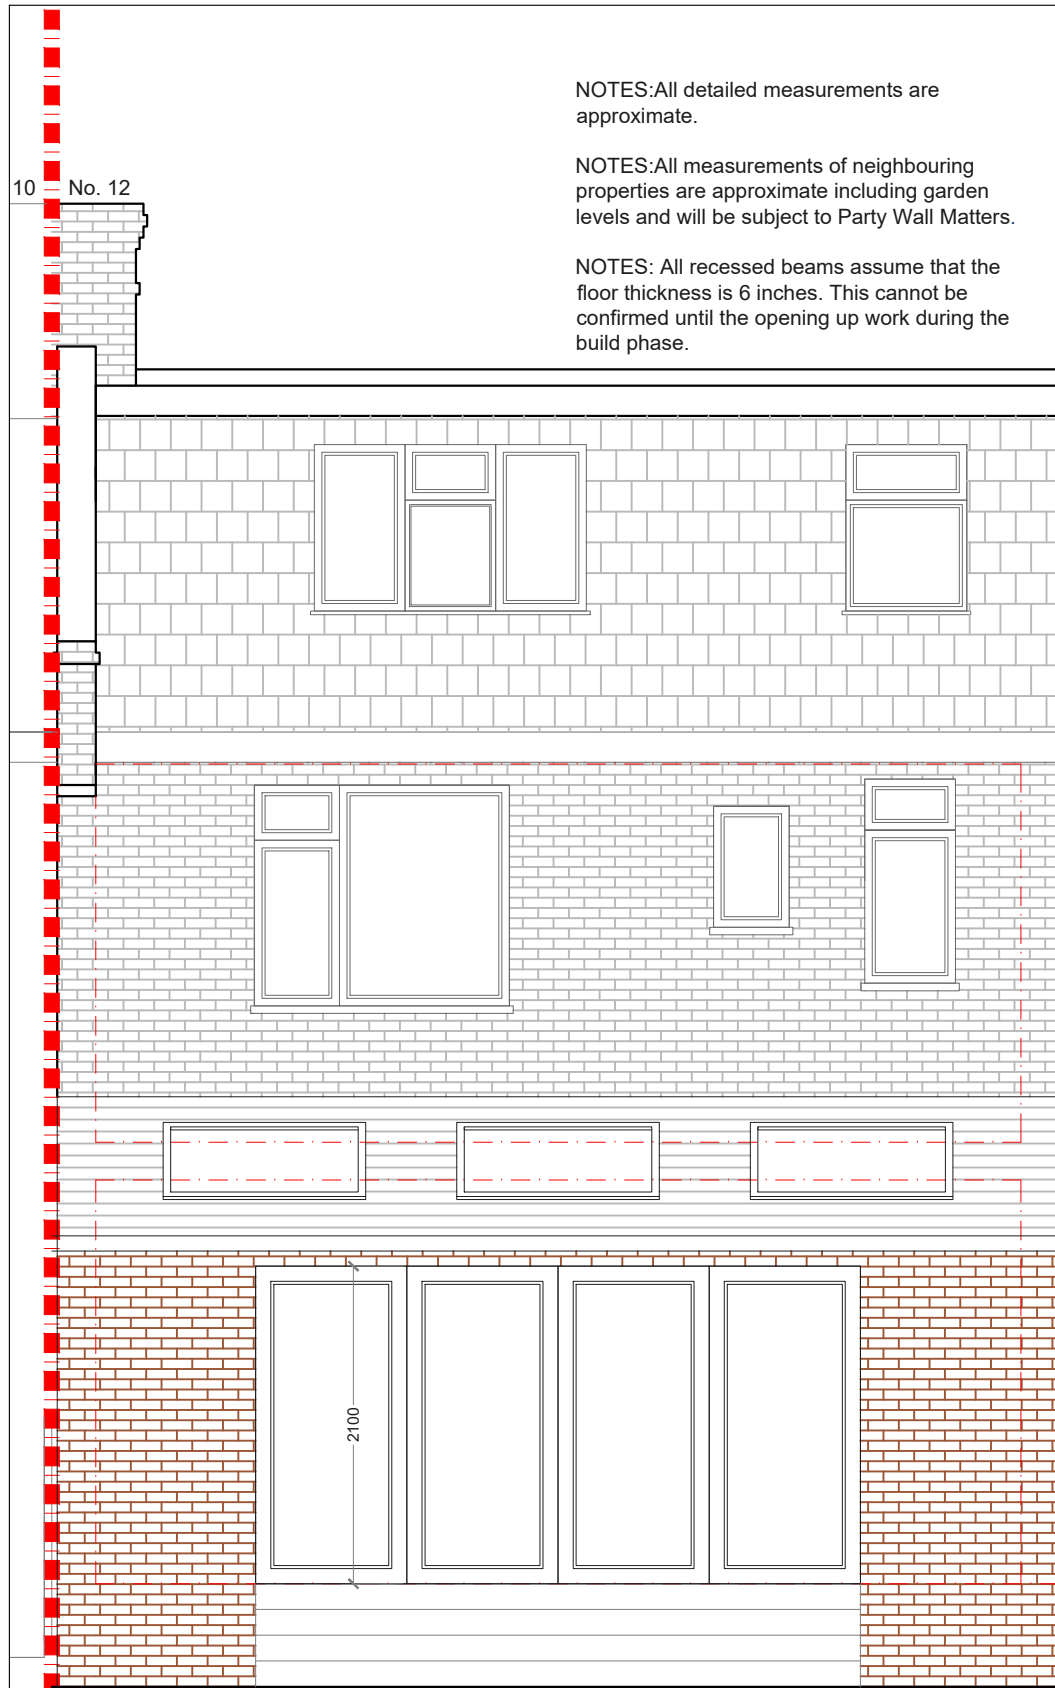 NOTES:All detailed measurements are
approximate.
NOTES:All measurements of neighbouring
properties are approximate including garden
levels and will be subject to Party Wall Matters.
NOTES: All recessed beams assume that the
floor thickness is 6 inches. This cannot be
confirmed until the opening up work during the
build phase.
10 No. 12
2100